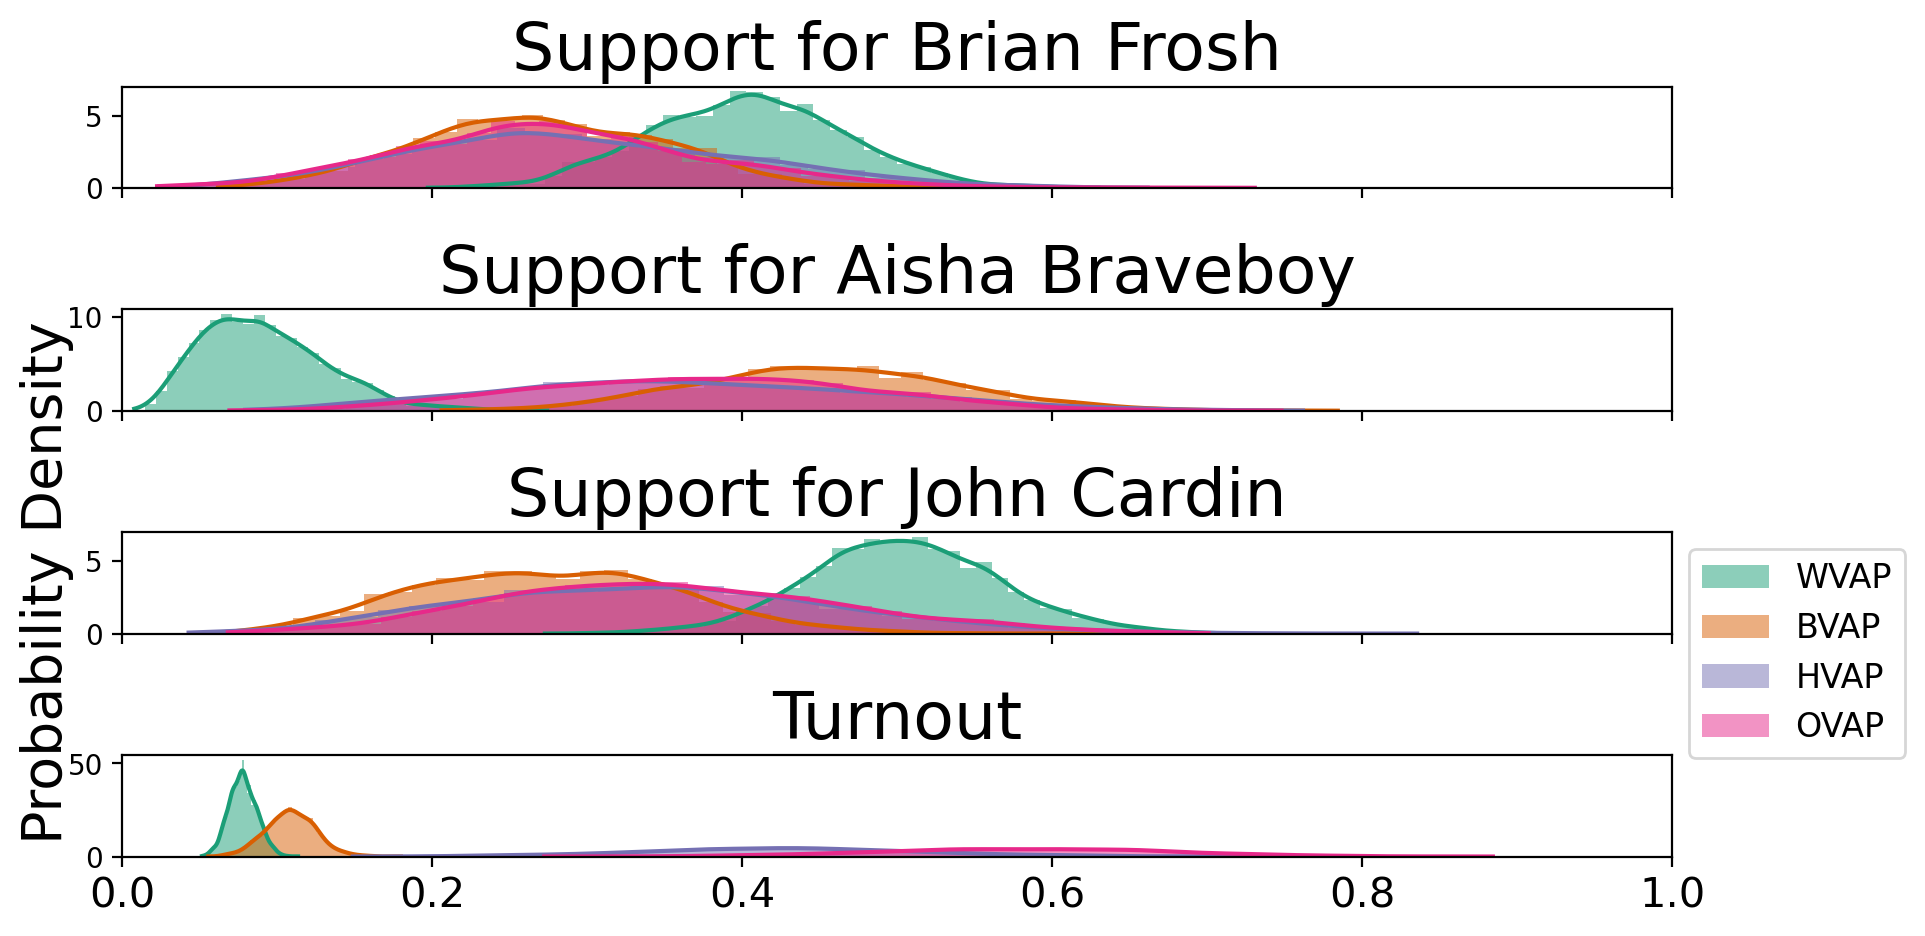 Support for Brian Frosh
5
0
Support for Aisha Braveboy
10
0
Support for John Cardin
5
0
Turnout
50
0
0.0 0.2 0.4 0.6 0.8 1.0
Probability Density
WVAP
BVAP
HVAP
OVAP